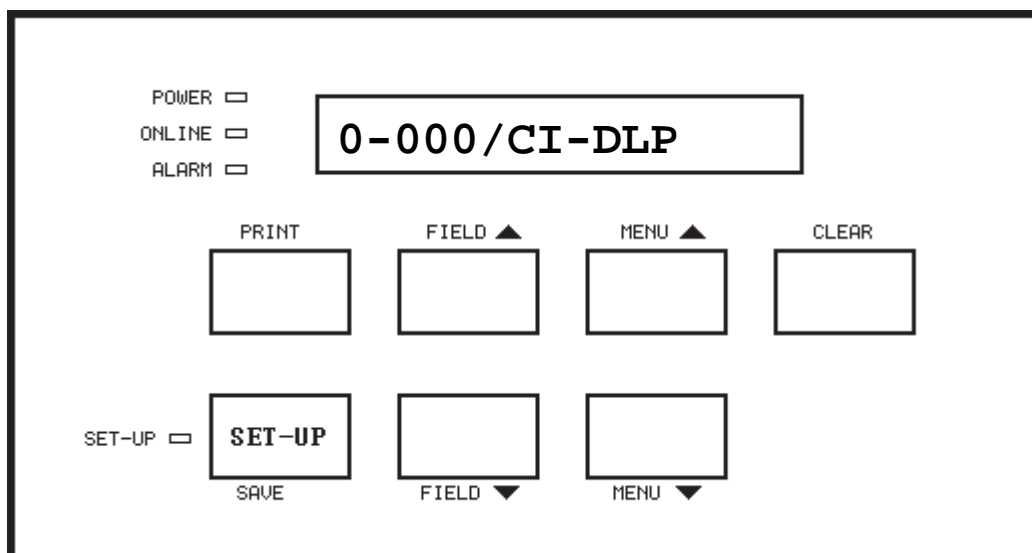 POWER
ONLINE
ALARM
0-000/CI-DLP
PRINT FIELD ▲ MENU ▲ CLEAR
SET-UP SET-UP
SAVE FIELD ▼ MENU ▼